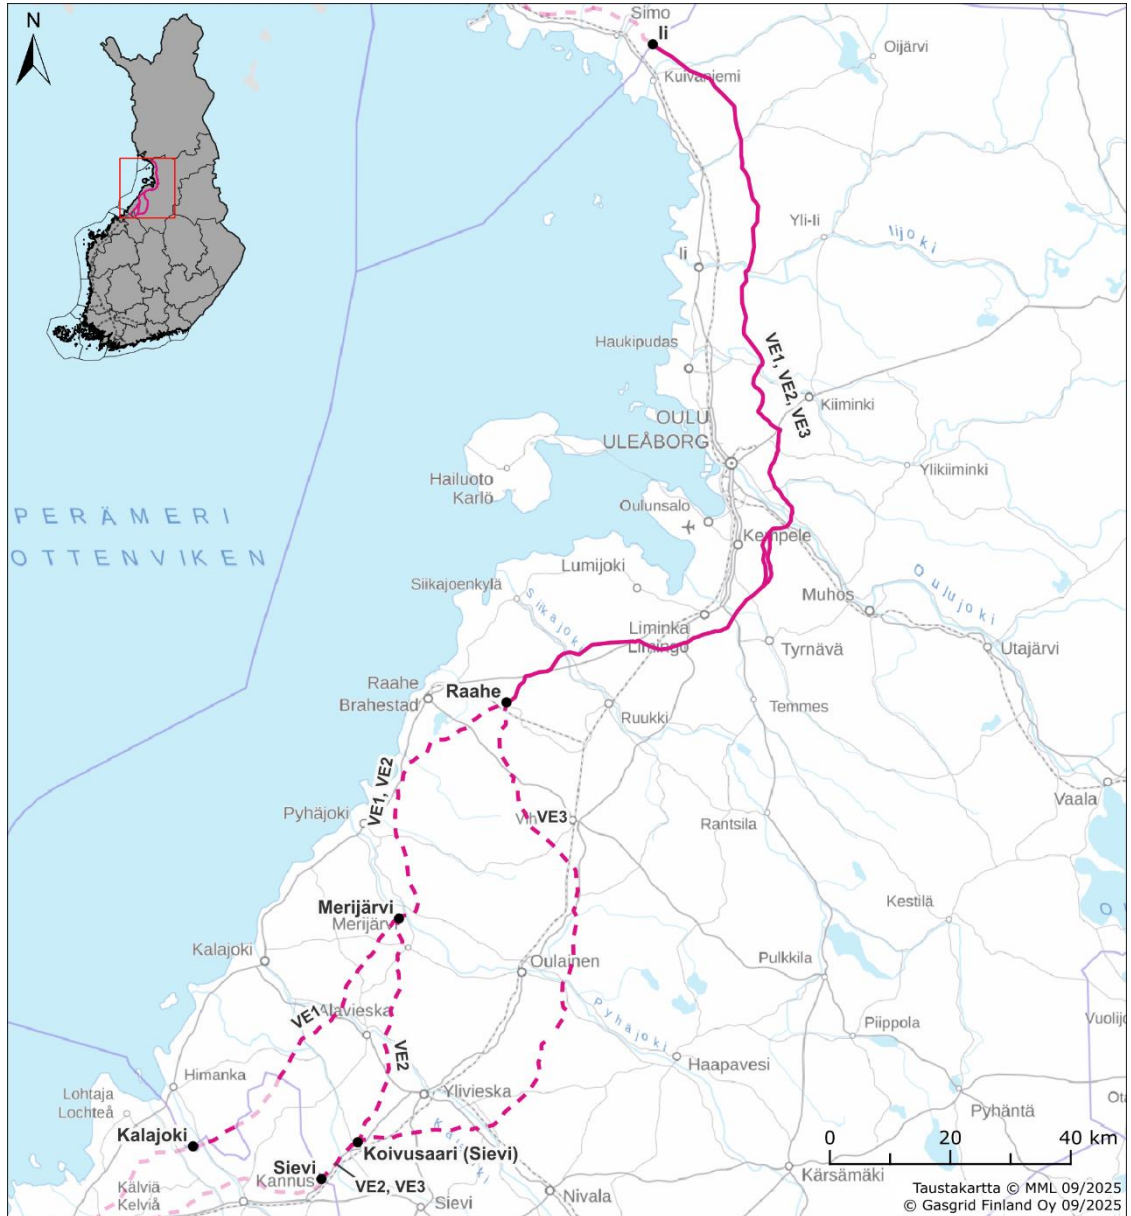 N
Simo
Ii
Oijärvi
Kuivaniemi
Yli-Ii
Iijoki
Ii
Haukipudas
VE1, VE2, VE3
Kiiminki
OULU
ULEÅBORG
Ylikiiminki
Hailuoto
Karlö
Oulunsalo
PERÄMERI
OTTENVIKEN
Kempele
Lumijoki
Siikajoenkylä
Siikajoki
Muhos
Oulujoki
Liminka
Limingo
Tyrnävä
Utajärvi
Raahe
Brahestad
Raahe
Ruukki
Temmes
VE1, VE2
Vaala
Pyhäjoki
Vih
VE3
Rantsila
Merijärvi
Merijärvi
Kestilä
Kalajoki
Oulainen
Pulkkila
VE1
Alavieska
Pyhäjoki
Piippola
Vuolijo
VE2
Haapavesi
Himanka
Ylivieska
Lohtaja
Lochteå
Pyhäntä
Ota
Kalajoki
Koivusaari (Sievi)
0 20 40 km
Sievi
Kannus
VE2, VE3
Kälviä
Kelviå
Sievi
Nivala
Kärsämäki
Taustakartta © MML 09/2025
© Gasgrid Finland Oy 09/2025